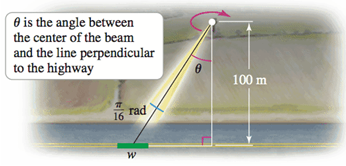 θ is the angle between
the center of the beam
and the line perpendicular
to the highway
θ
100 m
π/16 rad
w